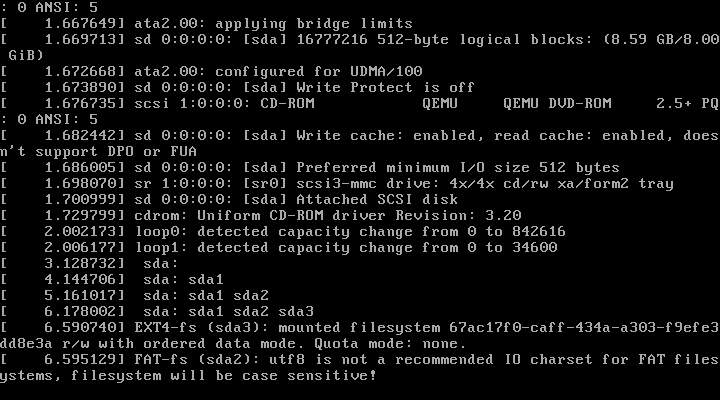 : 0 ANSI: 5
[    1.667649] ata2.00: applying bridge limits
[    1.669713] sd 0:0:0:0: [sda] 16777216 512-byte logical blocks: (8.59 GB/8.00
 GiB)
[    1.672668] ata2.00: configured for UDMA/100
[    1.673890] sd 0:0:0:0: [sda] Write Protect is off
[    1.676735] scsi 1:0:0:0: CD-ROM            QEMU     QEMU DVD-ROM     2.5+ PQ
: 0 ANSI: 5
[    1.682442] sd 0:0:0:0: [sda] Write cache: enabled, read cache: enabled, does
n't support DPO or FUA
[    1.686005] sd 0:0:0:0: [sda] Preferred minimum I/O size 512 bytes
[    1.698070] sr 1:0:0:0: [sr0] scsi3-mmc drive: 4x/4x cd/rw xa/form2 tray
[    1.700999] sd 0:0:0:0: [sda] Attached SCSI disk
[    1.729799] cdrom: Uniform CD-ROM driver Revision: 3.20
[    2.002173] loop0: detected capacity change from 0 to 842616
[    2.006177] loop1: detected capacity change from 0 to 34600
[    3.128732]  sda:
[    4.144706]  sda: sda1
[    5.161017]  sda: sda1 sda2
[    6.178002]  sda: sda1 sda2 sda3
[    6.590740] EXT4-fs (sda3): mounted filesystem 67ac17f0-caff-434a-a303-f9efe3
dd8e3a r/w with ordered data mode. Quota mode: none.
[    6.595129] FAT-fs (sda2): utf8 is not a recommended IO charset for FAT files
ystems, filesystem will be case sensitive!